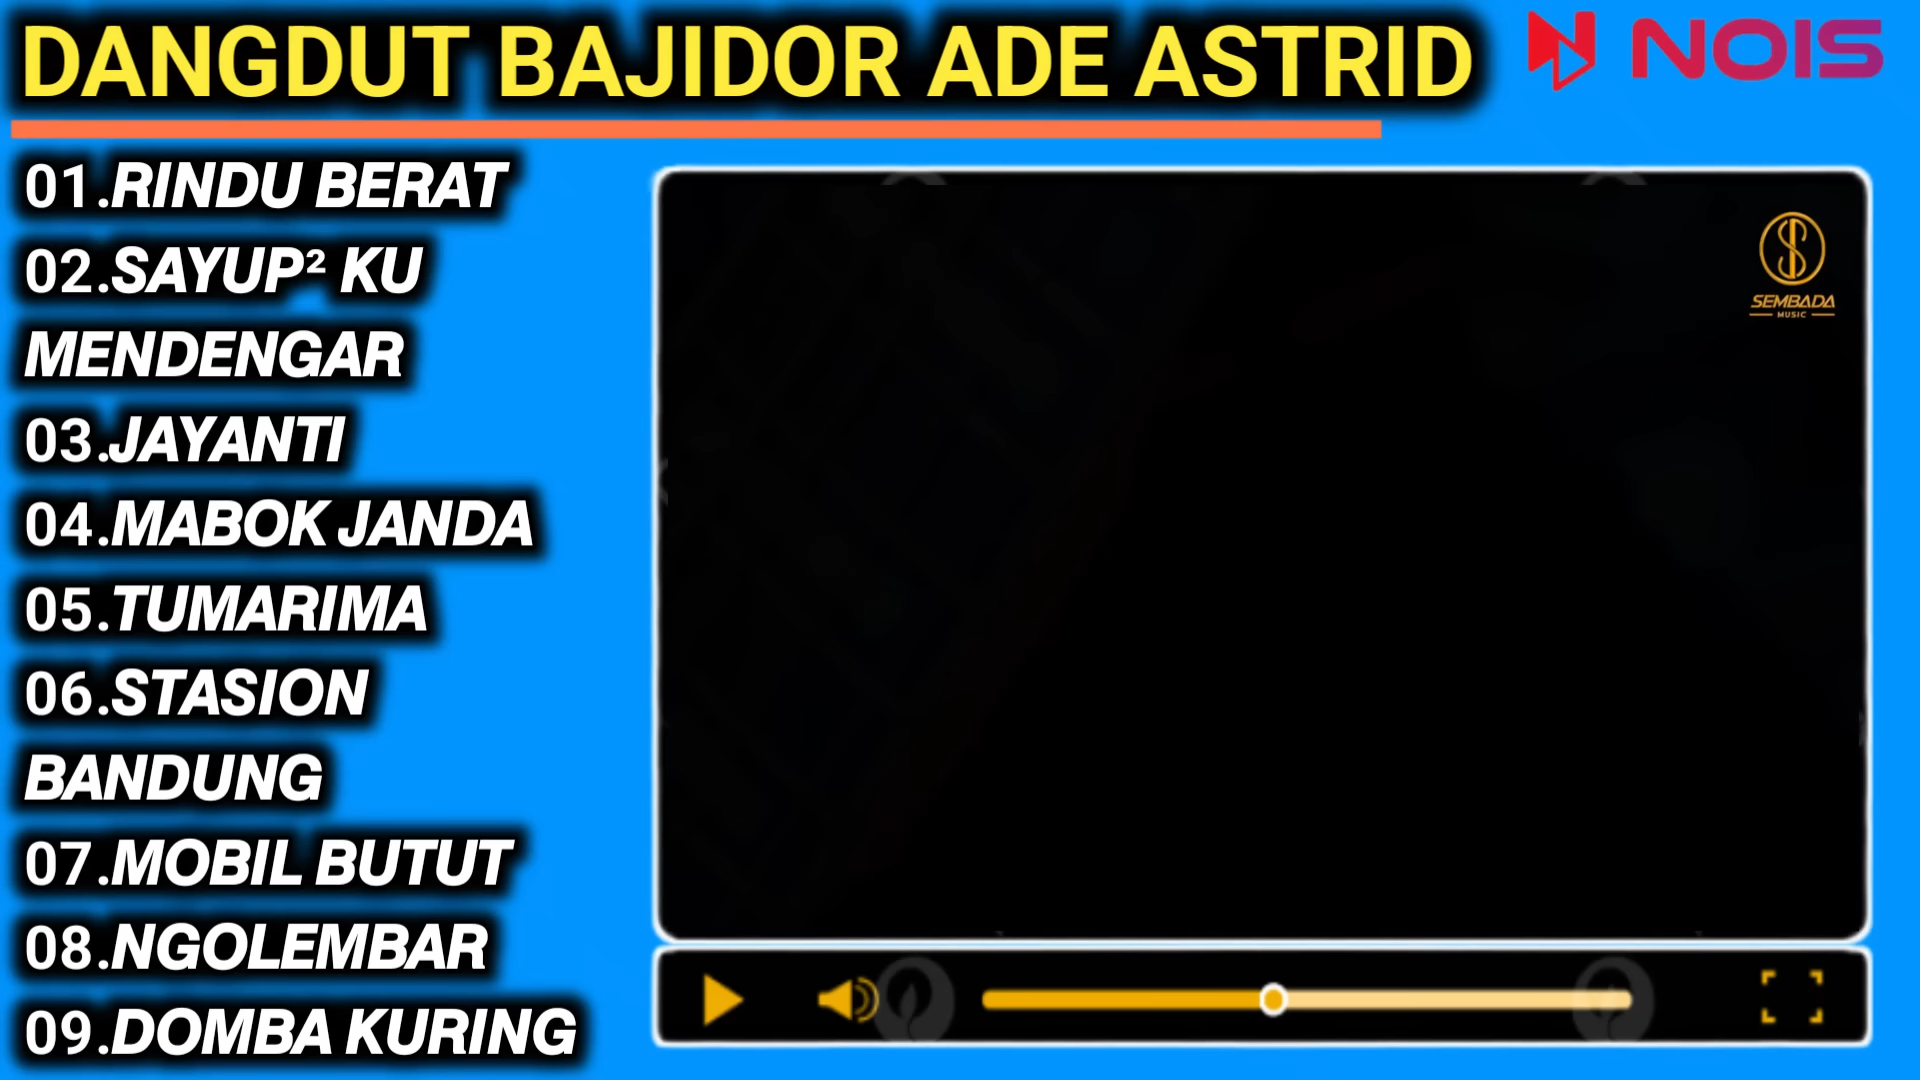 DANGDUT BAJIDOR ADE ASTRID
NOIS
01.RINDU BERAT
02.SAYUP² KU
MENDENGAR
03.JAYANTI
04.MABOK JANDA
05.TUMARIMA
06.STASION
BANDUNG
07.MOBIL BUTUT
08.NGOLEMBAR
09.DOMBA KURING
SEMBADA
MUSIC